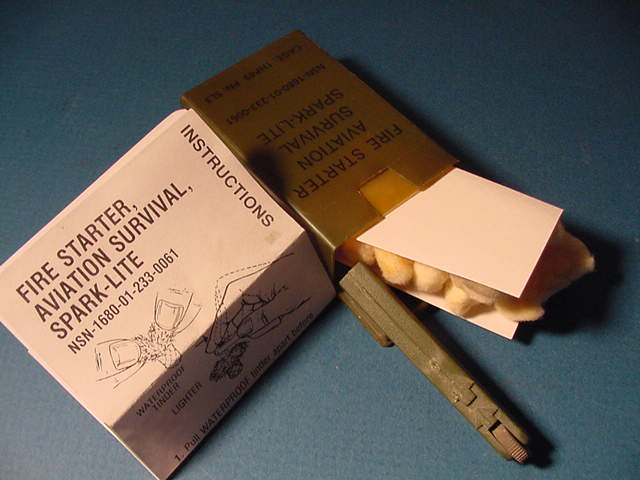 INSTRUCTIONS
FIRE STARTER,
AVIATION SURVIVAL,
SPARK-LITE
NSN-1680-01-233-0061
WATERPROOF
TINDER
LIGHTER
1. Pull WATERPROOF tinder apart before
FIRE STARTER
AVIATION
SURVIVAL
SPARK-LITE
NSN-1680-01-233-0061
CAGE